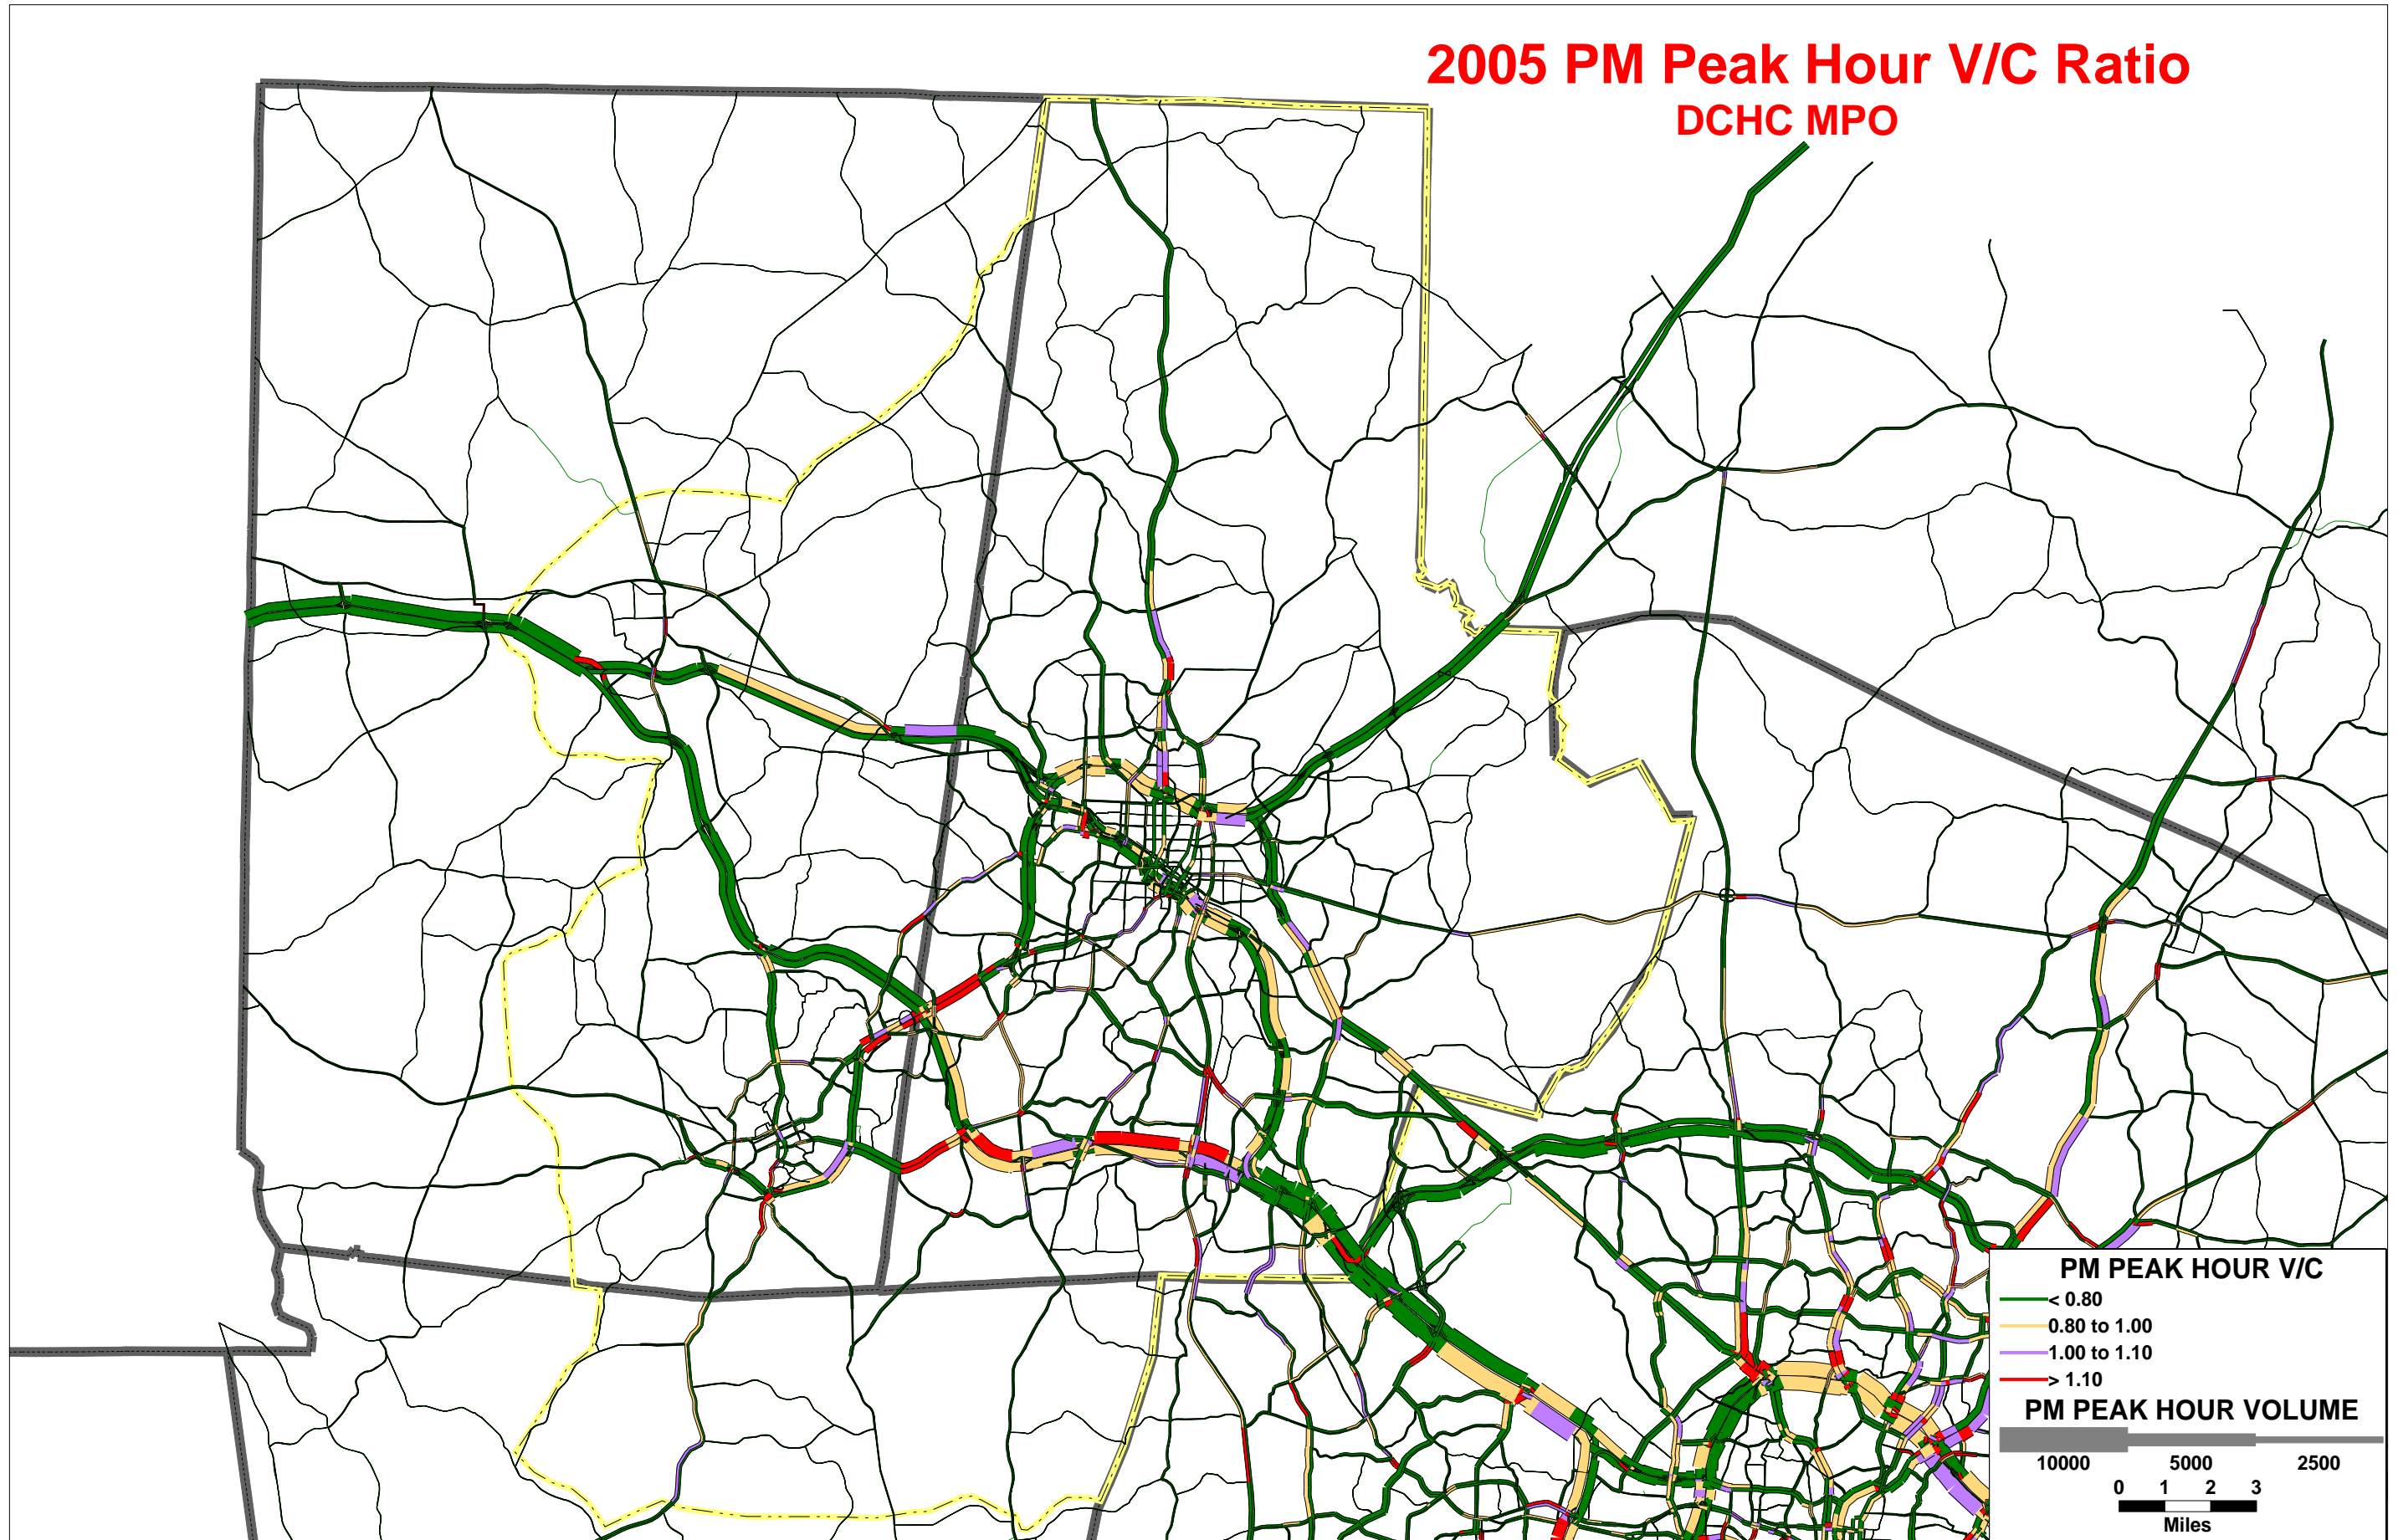 2005 PM Peak Hour V/C Ratio
DCHC MPO
PM PEAK HOUR V/C
< 0.80
0.80 to 1.00
1.00 to 1.10
> 1.10
PM PEAK HOUR VOLUME
10000 5000 2500
0 1 2 3
Miles